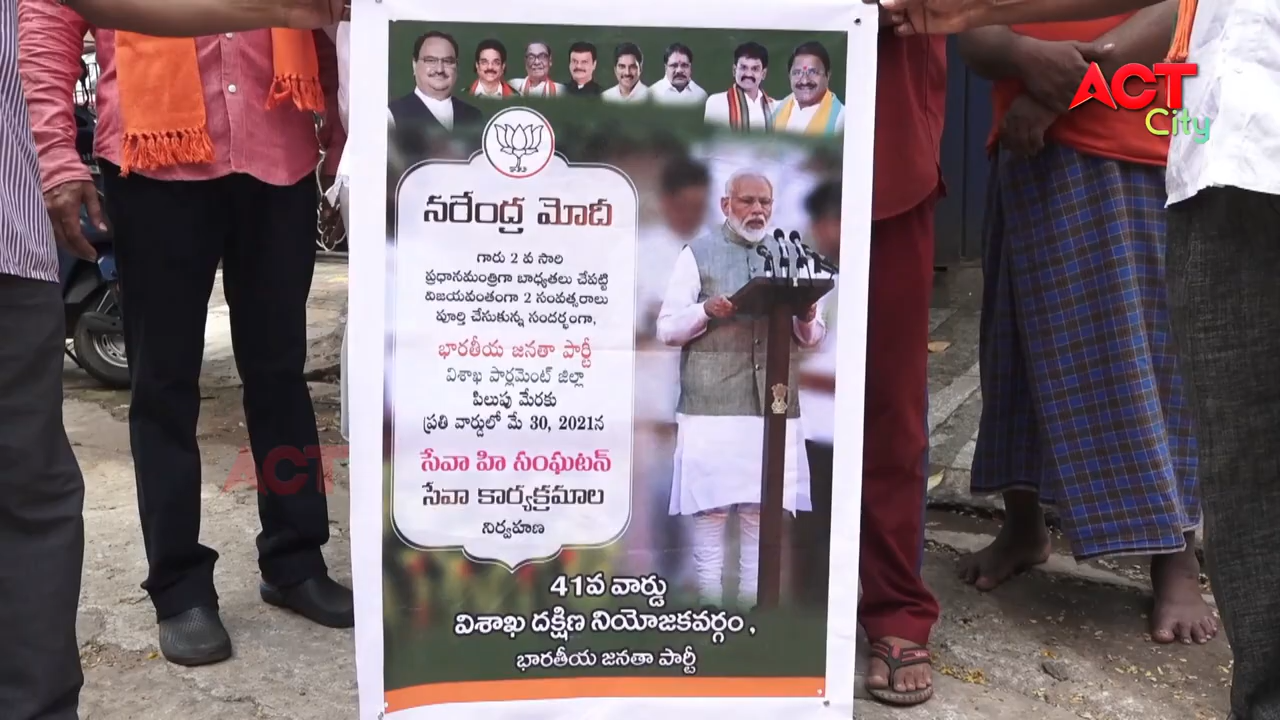 ACT
City
నరేంద్ర మోదీ
గారు 2 వ సారి
ప్రధానమంత్రిగా బాధ్యతలు చేపట్టి
విజయవంతంగా 2 సంవత్సరాలు
పూర్తి చేసుకున్న సందర్భంగా,
భారతీయ జనతా పార్టీ
విశాఖ పార్లమెంట్ జిల్లా
పిలుపు మేరకు
ప్రతి వార్డులో మే 30, 2021న
సేవా హి సంఘటన్
సేవా కార్యక్రమాల
నిర్వహణ
41వ వార్డు
విశాఖ దక్షిణ నియోజకవర్గం,
భారతీయ జనతా పార్టీ
ACT